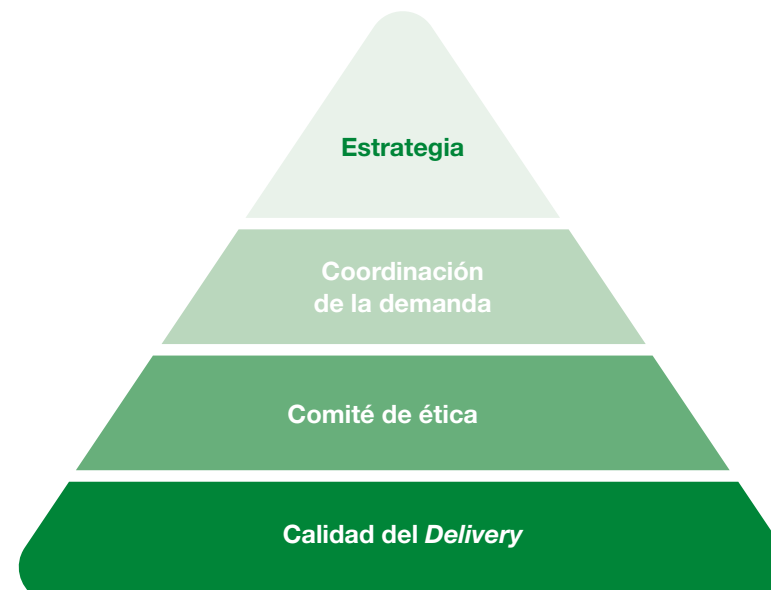 Estrategia
Coordinación
de la demanda
Comité de ética
Calidad del Delivery